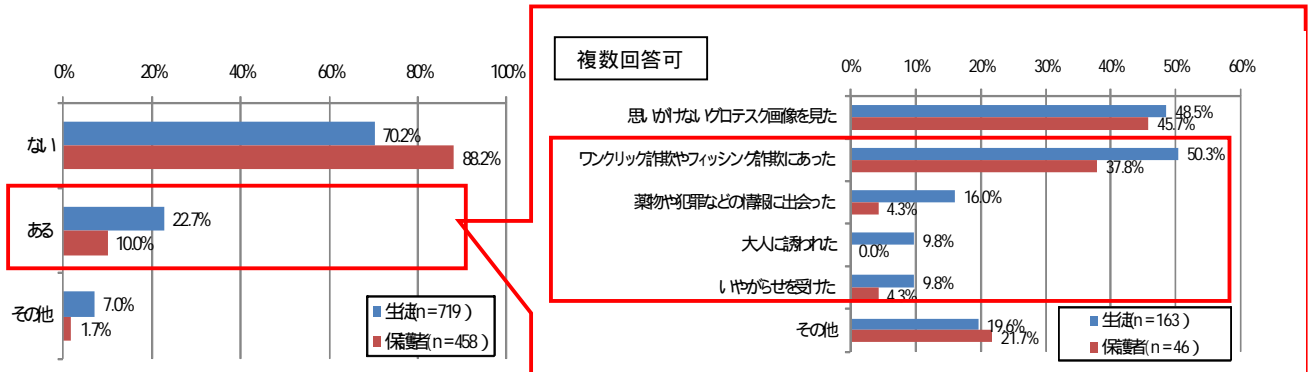 0% 20% 40% 60% 80% 100%
ない
70.2%
88.2%
ある
22.7%
10.0%
その他
7.0%
1.7%
生徒(n=719)
保護者(n=458)
複数回答可
0% 10% 20% 30% 40% 50% 60%
思いがけないグロテスク画像を見た
48.5%
45.7%
ワンクリック詐欺やフィッシング詐欺にあった
50.3%
37.8%
薬物や犯罪などの情報に出会った
16.0%
4.3%
大人に誘われた
9.8%
0.0%
いやがらせを受けた
9.8%
4.3%
その他
19.6%
21.7%
生徒(n=163)
保護者(n=46)